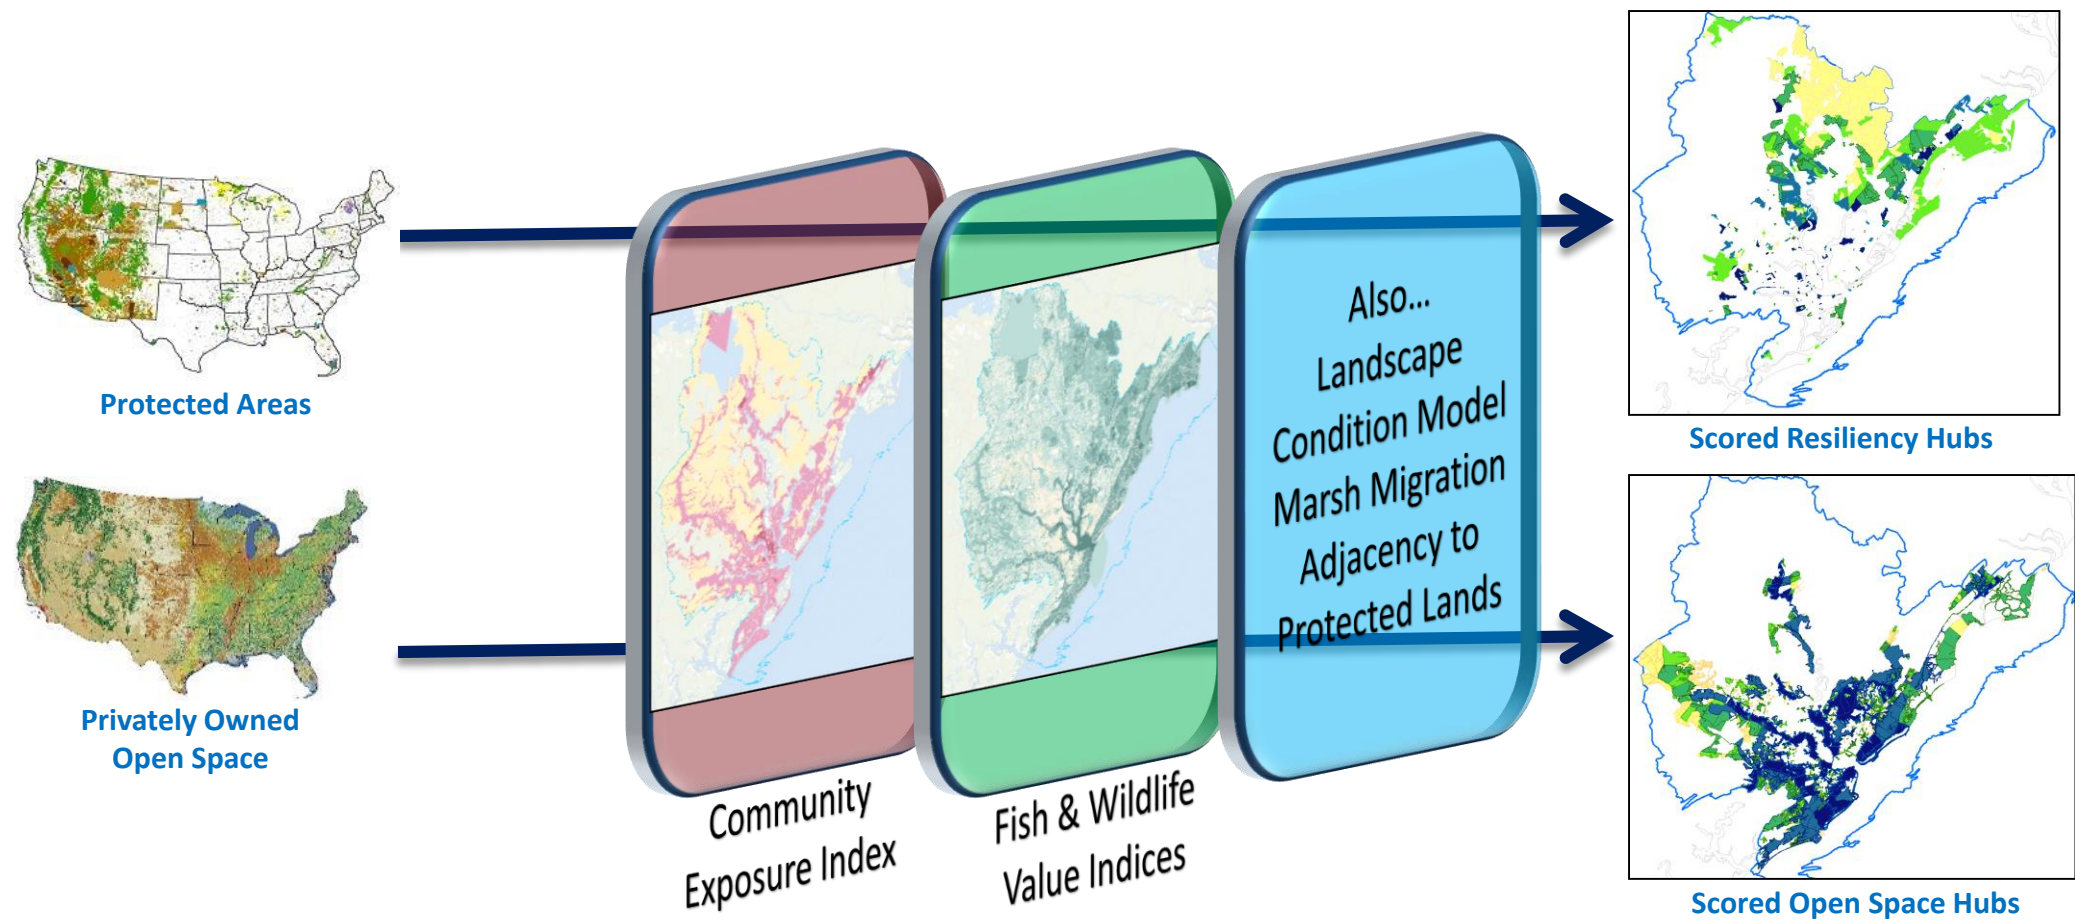 Protected Areas
Privately Owned
Open Space
Community
Exposure Index
Fish & Wildlife
Value Indices
Also...
Landscape
Condition Model
Marsh Migration
Adjacency to
Protected Lands
Scored Resiliency Hubs
Scored Open Space Hubs